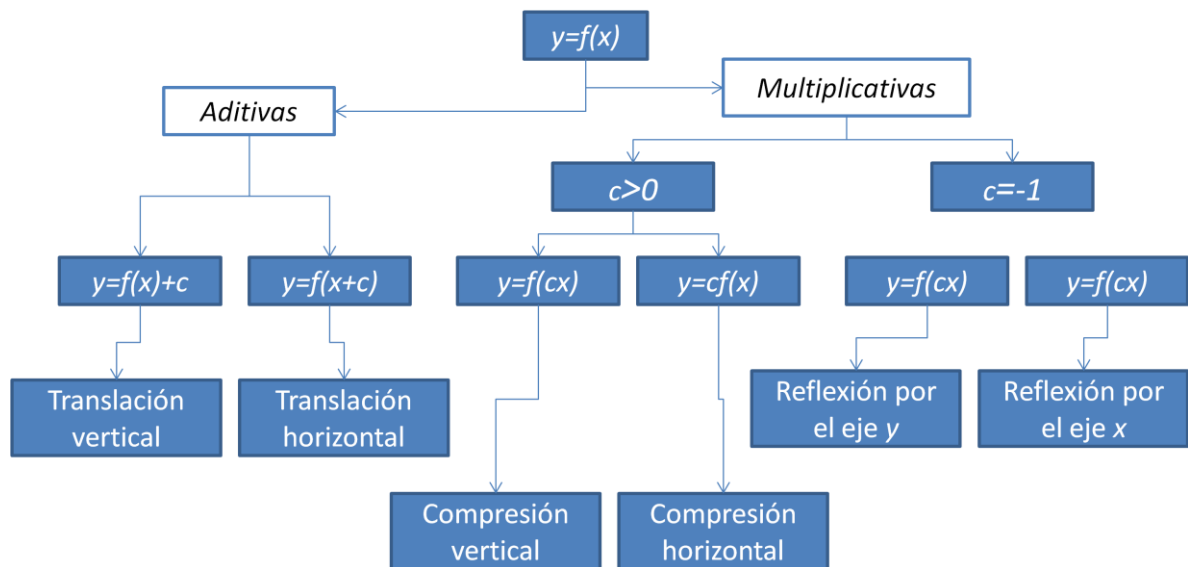 y=f(x)
Aditivas
Multiplicativas
c>0
c=-1
y=f(x)+c
y=f(x+c)
y=f(cx)
y=cf(x)
y=f(cx)
y=f(cx)
Translación
vertical
Translación
horizontal
Reflexión por
el eje y
Reflexión por
el eje x
Compresión
vertical
Compresión
horizontal